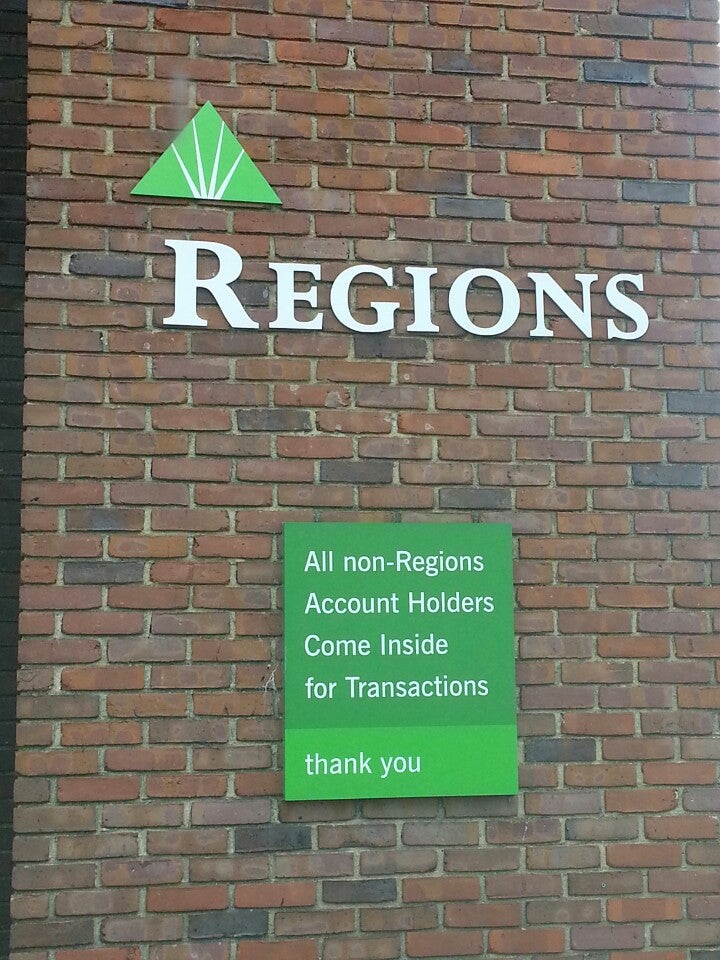 REGIONS
All non-Regions
Account Holders
Come Inside
for Transactions
thank you